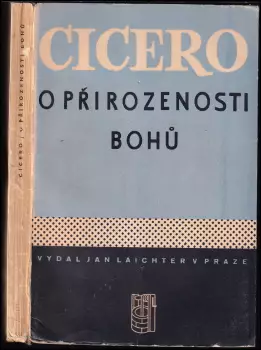 CICERO
O PŘIROZENOSTI
BOHŮ
VYDAL JAN LAICHTER V PRAZE
CICERO / O PŘIROZENOSTI BOHŮ